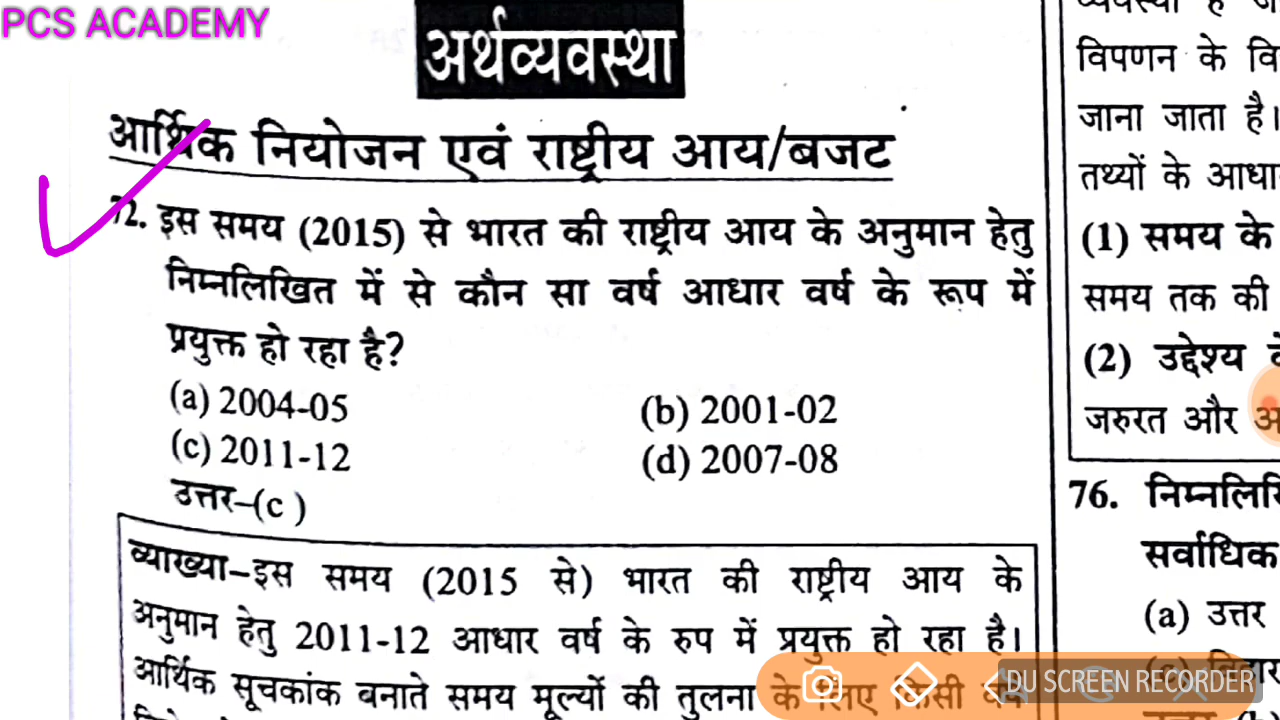 PCS ACADEMY
अर्थव्यवस्था
आर्थिक नियोजन एवं राष्ट्रीय आय/बजट
72. इस समय (2015) से भारत की राष्ट्रीय आय के अनुमान हेतु
निम्नलिखित में से कौन सा वर्ष आधार वर्ष के रूप में
प्रयुक्त हो रहा है?
(a) 2004-05 (b) 2001-02
(c) 2011-12 (d) 2007-08
उत्तर–(c )
व्याख्या–इस समय (2015 से) भारत की राष्ट्रीय आय के
अनुमान हेतु 2011-12 आधार वर्ष के रुप में प्रयुक्त हो रहा है।
आर्थिक सूचकांक बनाते समय मूल्यों की तुलना के लिए किसी
विपणन के
जाना जाता है।
तथ्यों के
(1) समय के
समय तक की
(2) उद्देश्य
जरुरत और
76.
सर्वाधिक
(a) उत्तर
DU SCREEN RECORDER